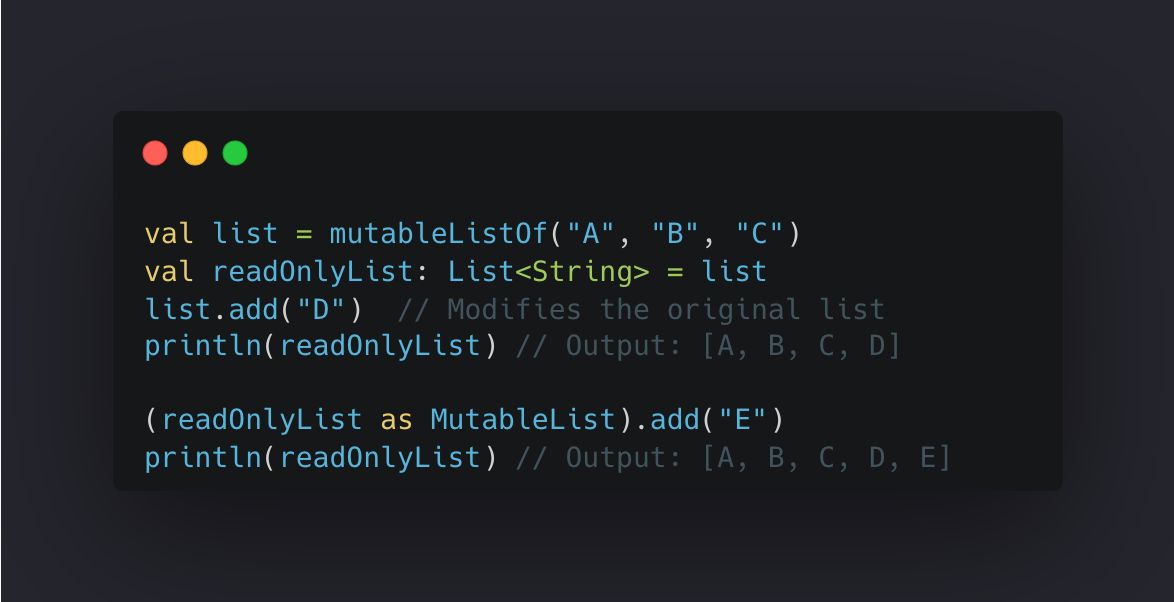 val list = mutableListOf("A", "B", "C")
val readOnlyList: List<String> = list
list.add("D")  // Modifies the original list
println(readOnlyList) // Output: [A, B, C, D]

(readOnlyList as MutableList).add("E")
println(readOnlyList) // Output: [A, B, C, D, E]